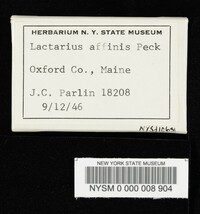 HERBARIUM N. Y. STATE MUSEUM
Lactarius affinis Peck
Oxford Co., Maine
J.C. Parlin 18208
9/12/46
NEW YORK STATE MUSEUM
NYSM 0 000 008 904